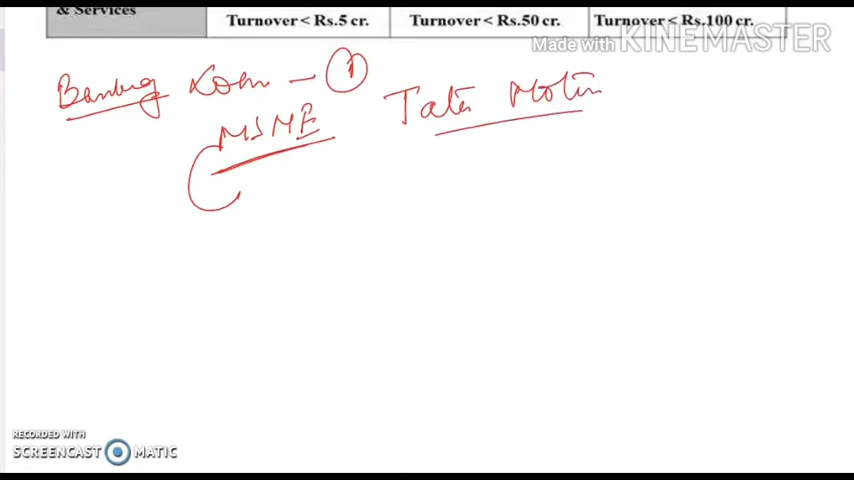 & Services
Turnover < Rs.5 cr. Turnover < Rs.50 cr. Turnover < Rs.100 cr.
Made with KINEMASTER
Banking Loan - 1 Tata Motin
MSME
RECORDED WITH
SCREENCAST MATIC